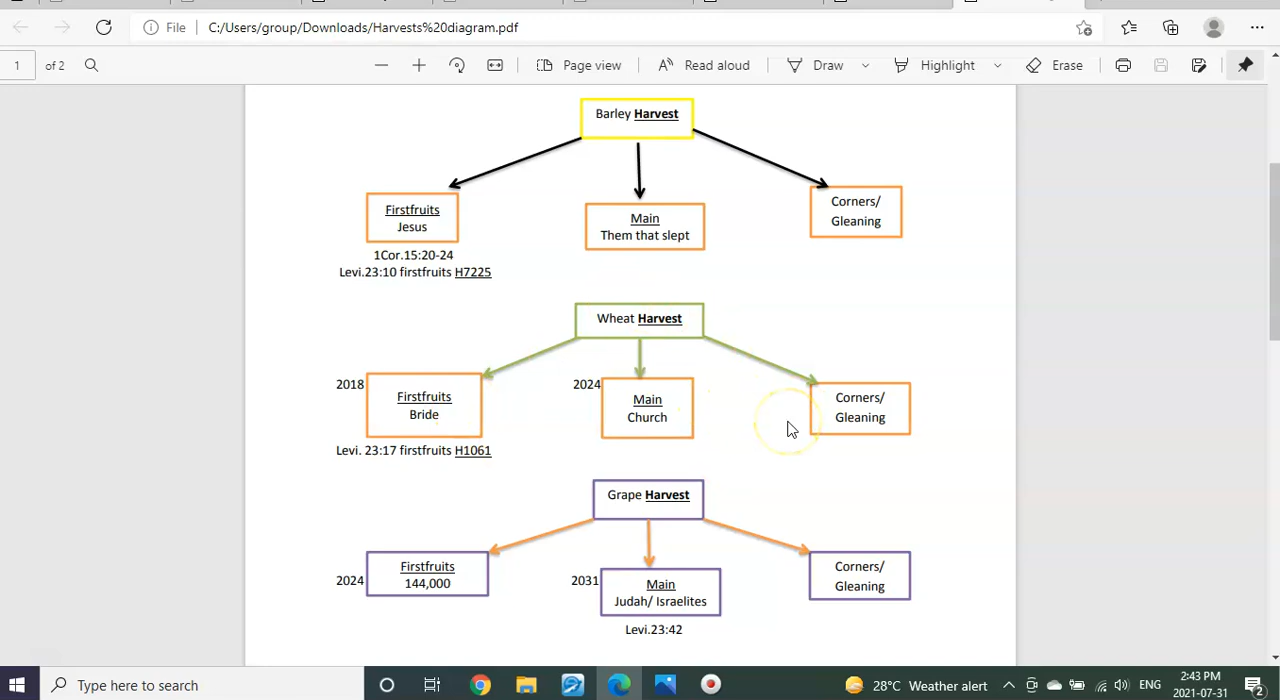 File
C:/Users/group/Downloads/Harvests%20diagram.pdf
1 of 2
Page view
Read aloud
Draw
Highlight
Erase
Barley Harvest
Firstfruits
Jesus
Main
Them that slept
Corners/
Gleaning
1Cor.15:20-24
Levi.23:10 firstfruits H7225
Wheat Harvest
2018
Firstfruits
Bride
2024
Main
Church
Corners/
Gleaning
Levi. 23:17 firstfruits H1061
Grape Harvest
2024
Firstfruits
144,000
2031
Main
Judah/ Israelites
Corners/
Gleaning
Levi.23:42
Type here to search
28°C Weather alert
ENG
2:43 PM
2021-07-31
2